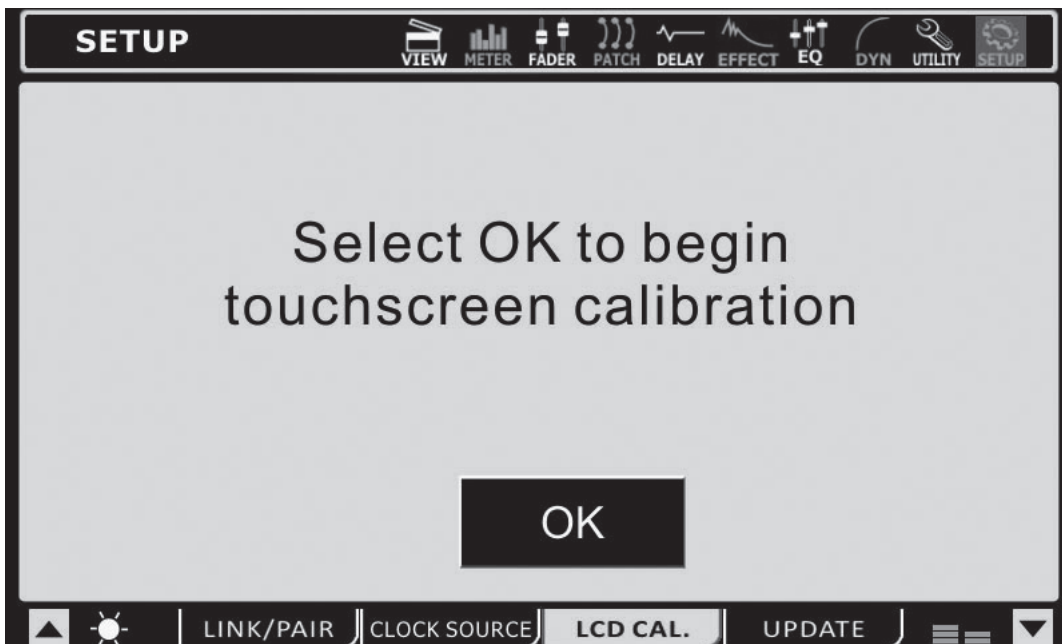 SETUP
VIEW METER FADER PATCH DELAY EFFECT EQ DYN UTILITY SETUP
Select OK to begin
touchscreen calibration
OK
LINK/PAIR CLOCK SOURCE LCD CAL. UPDATE